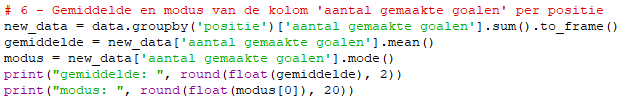 # 6 - Gemiddelde en modus van de kolom 'aantal gemaakte goalen' per positie
new_data = data.groupby('positie')['aantal gemaakte goalen'].sum().to_frame()
gemiddelde = new_data['aantal gemaakte goalen'].mean()
modus = new_data['aantal gemaakte goalen'].mode()
print("gemiddelde: ", round(float(gemiddelde), 2))
print("modus: ", round(float(modus[0]), 20))